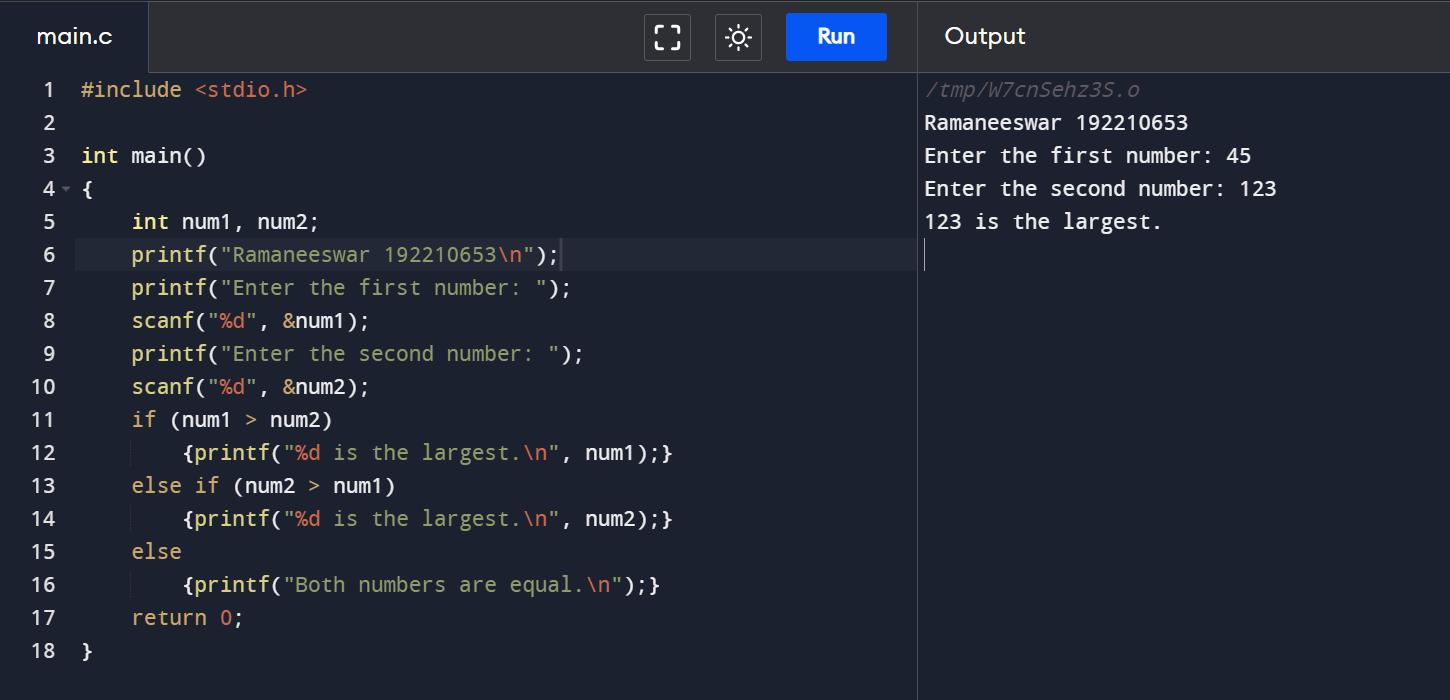 main.c
Run
Output
1 #include <stdio.h>
2
3 int main()
4 {
5     int num1, num2;
6     printf("Ramaneeswar 192210653\n");
7     printf("Enter the first number: ");
8     scanf("%d", &num1);
9     printf("Enter the second number: ");
10     scanf("%d", &num2);
11     if (num1 > num2)
12         {printf("%d is the largest.\n", num1);}
13     else if (num2 > num1)
14         {printf("%d is the largest.\n", num2);}
15     else
16         {printf("Both numbers are equal.\n");}
17     return 0;
18 }
/tmp/W7cnSehz3S.o
Ramaneeswar 192210653
Enter the first number: 45
Enter the second number: 123
123 is the largest.